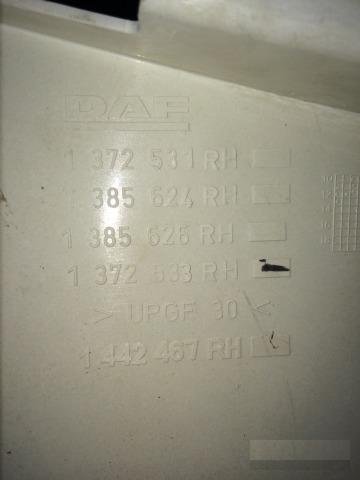 DAF
1 372 531 RH
1 385 624 RH
1 385 626 RH
1 372 533 RH
> UPGF 30 <
1 442 467 RH